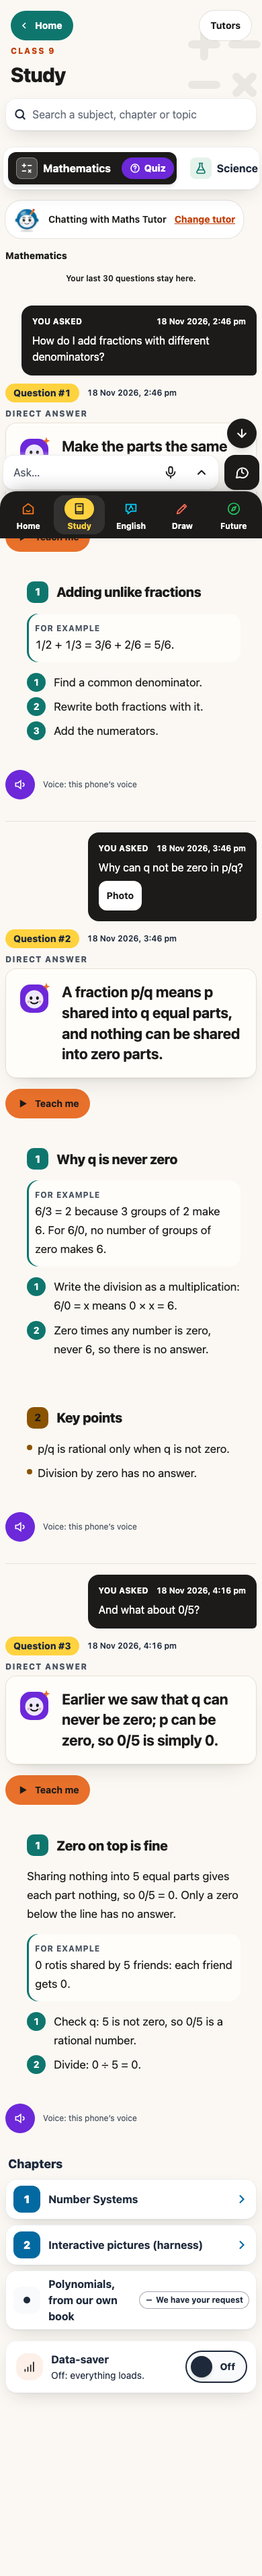 Home
Tutors
CLASS 9
Study
Search a subject, chapter or topic
Mathematics
Quiz
Science
Chatting with Maths Tutor Change tutor
Mathematics
Your last 30 questions stay here.
YOU ASKED 18 Nov 2026, 2:46 pm
How do I add fractions with different
denominators?
Question #1 18 Nov 2026, 2:46 pm
DIRECT ANSWER
Make the parts the same
Ask...
Home
Study
English
Draw
Future
Teach me
1 Adding unlike fractions
FOR EXAMPLE
1/2 + 1/3 = 3/6 + 2/6 = 5/6.
1 Find a common denominator.
2 Rewrite both fractions with it.
3 Add the numerators.
Voice: this phone's voice
YOU ASKED 18 Nov 2026, 3:46 pm
Why can q not be zero in p/q?
Photo
Question #2 18 Nov 2026, 3:46 pm
DIRECT ANSWER
A fraction p/q means p
shared into q equal parts,
and nothing can be shared
into zero parts.
Teach me
1 Why q is never zero
FOR EXAMPLE
6/3 = 2 because 3 groups of 2 make
6. For 6/0, no number of groups of
zero makes 6.
1 Write the division as a multiplication:
6/0 = x means 0 × x = 6.
2 Zero times any number is zero,
never 6, so there is no answer.
2 Key points
• p/q is rational only when q is not zero.
• Division by zero has no answer.
Voice: this phone's voice
YOU ASKED 18 Nov 2026, 4:16 pm
And what about 0/5?
Question #3 18 Nov 2026, 4:16 pm
DIRECT ANSWER
Earlier we saw that q can
never be zero; p can be
zero, so 0/5 is simply 0.
Teach me
1 Zero on top is fine
Sharing nothing into 5 equal parts gives
each part nothing, so 0/5 = 0. Only a zero
below the line has no answer.
FOR EXAMPLE
0 rotis shared by 5 friends: each friend
gets 0.
1 Check q: 5 is not zero, so 0/5 is a
rational number.
2 Divide: 0 ÷ 5 = 0.
Voice: this phone's voice
Chapters
1 Number Systems
2 Interactive pictures (harness)
Polynomials,
from our own
book
— We have your request
Data-saver
Off: everything loads.
Off